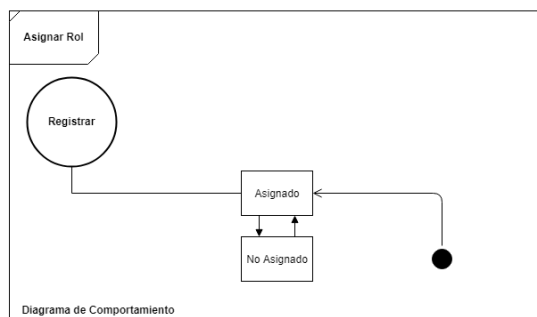 Asignar Rol
Registrar
Asignado
No Asignado
Diagrama de Comportamiento